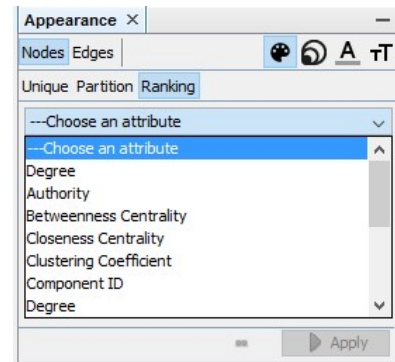 Appearance ×
Nodes Edges A TT
Unique Partition Ranking
---Choose an attribute
---Choose an attribute
Degree
Authority
Betweenness Centrality
Closeness Centrality
Clustering Coefficient
Component ID
Degree
Apply